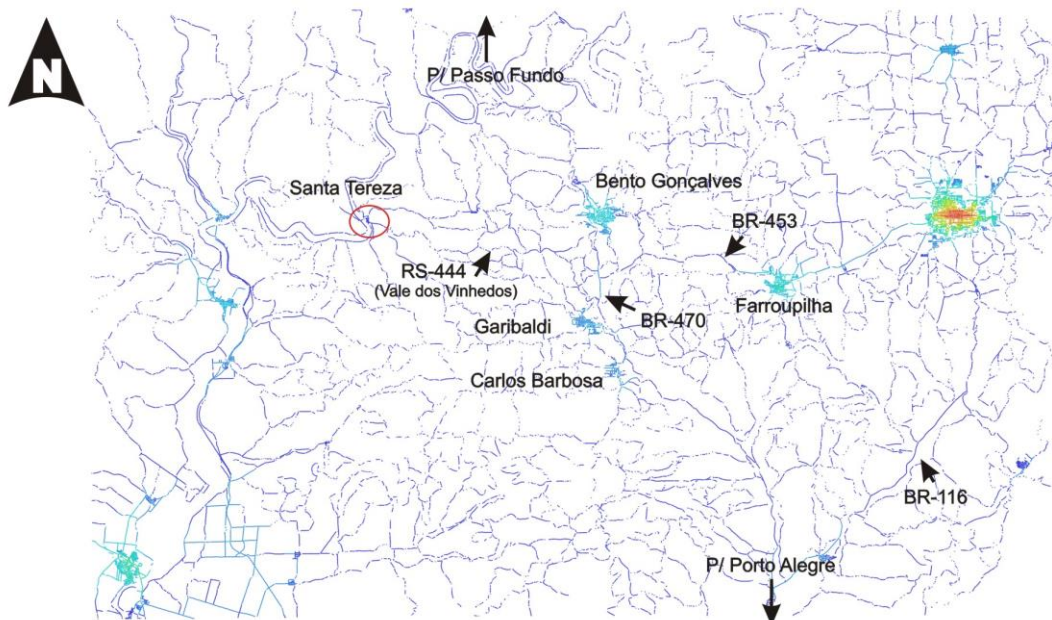 N
P/ Passo Fundo
Santa Tereza
Bento Gonçalves
BR-453
RS-444
(Vale dos Vinhedos)
BR-470
Farroupilha
Garibaldi
Carlos Barbosa
BR-116
P/ Porto Alegre